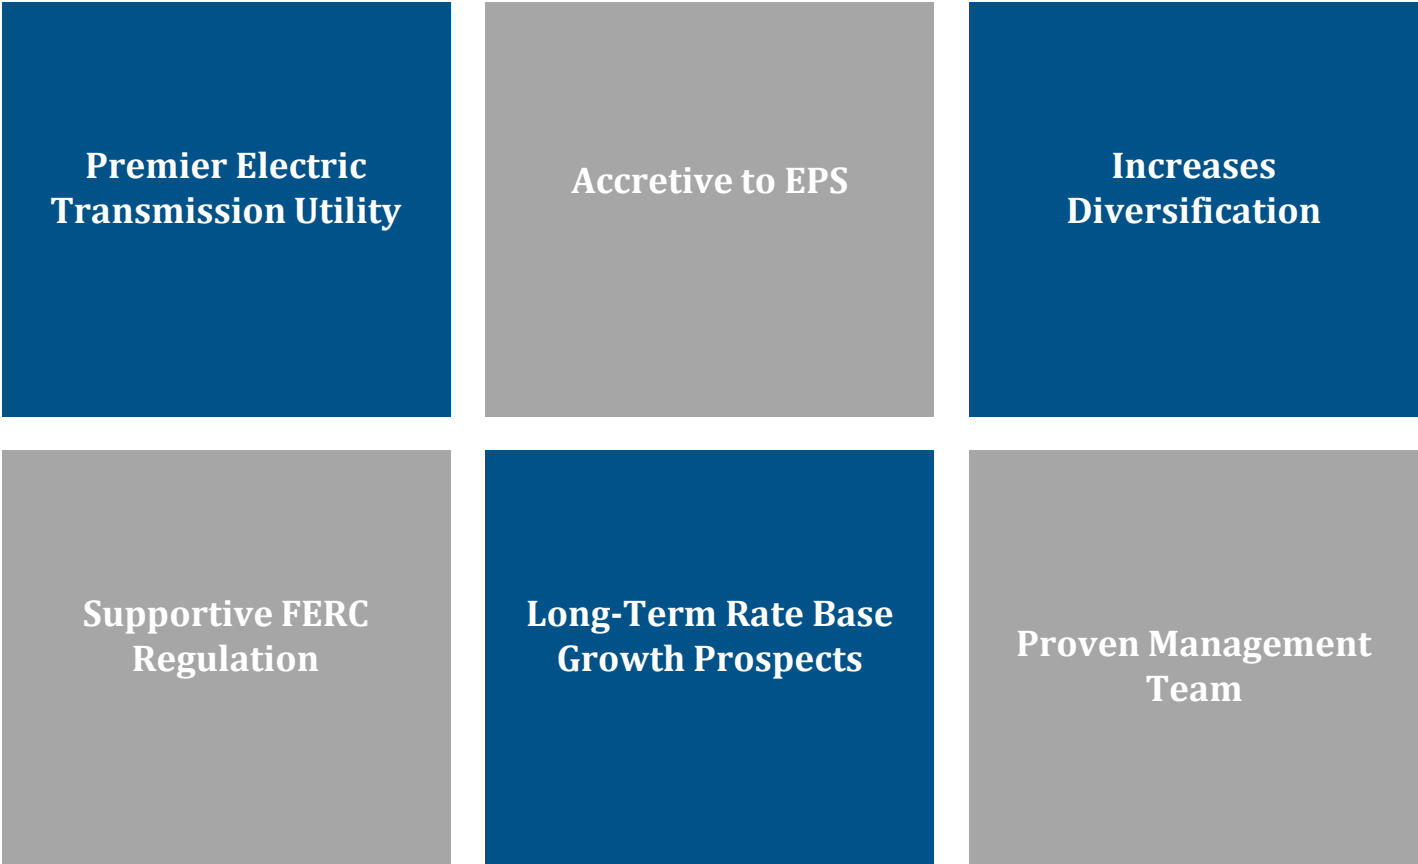 Premier Electric
Transmission Utility
Accretive to EPS
Increases
Diversification
Supportive FERC
Regulation
Long-Term Rate Base
Growth Prospects
Proven Management
Team